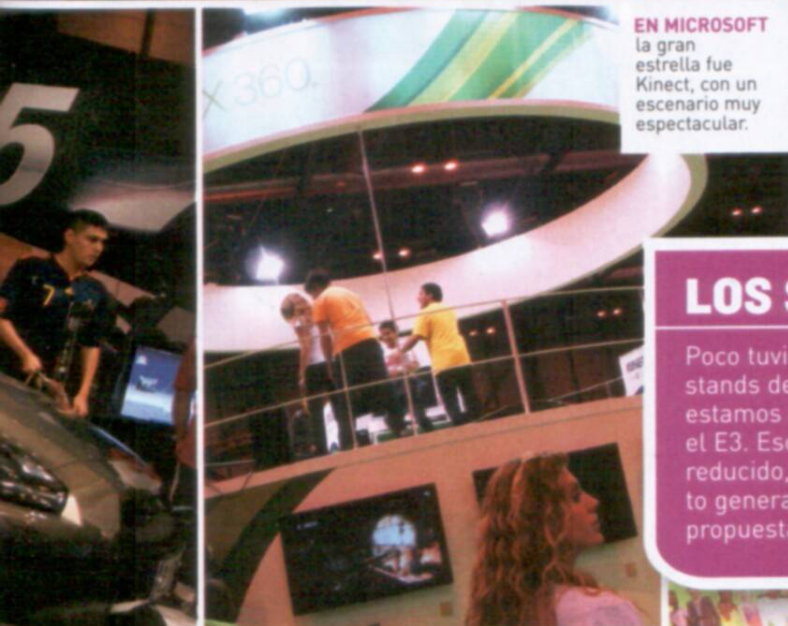 5
7
X 360.
EN MICROSOFT
la gran
estrella fue
Kinect, con un
escenario muy
espectacular.
LOS
Poco tuvi
stands de
estamos
el E3. Es
reducido,
to genera
propuest